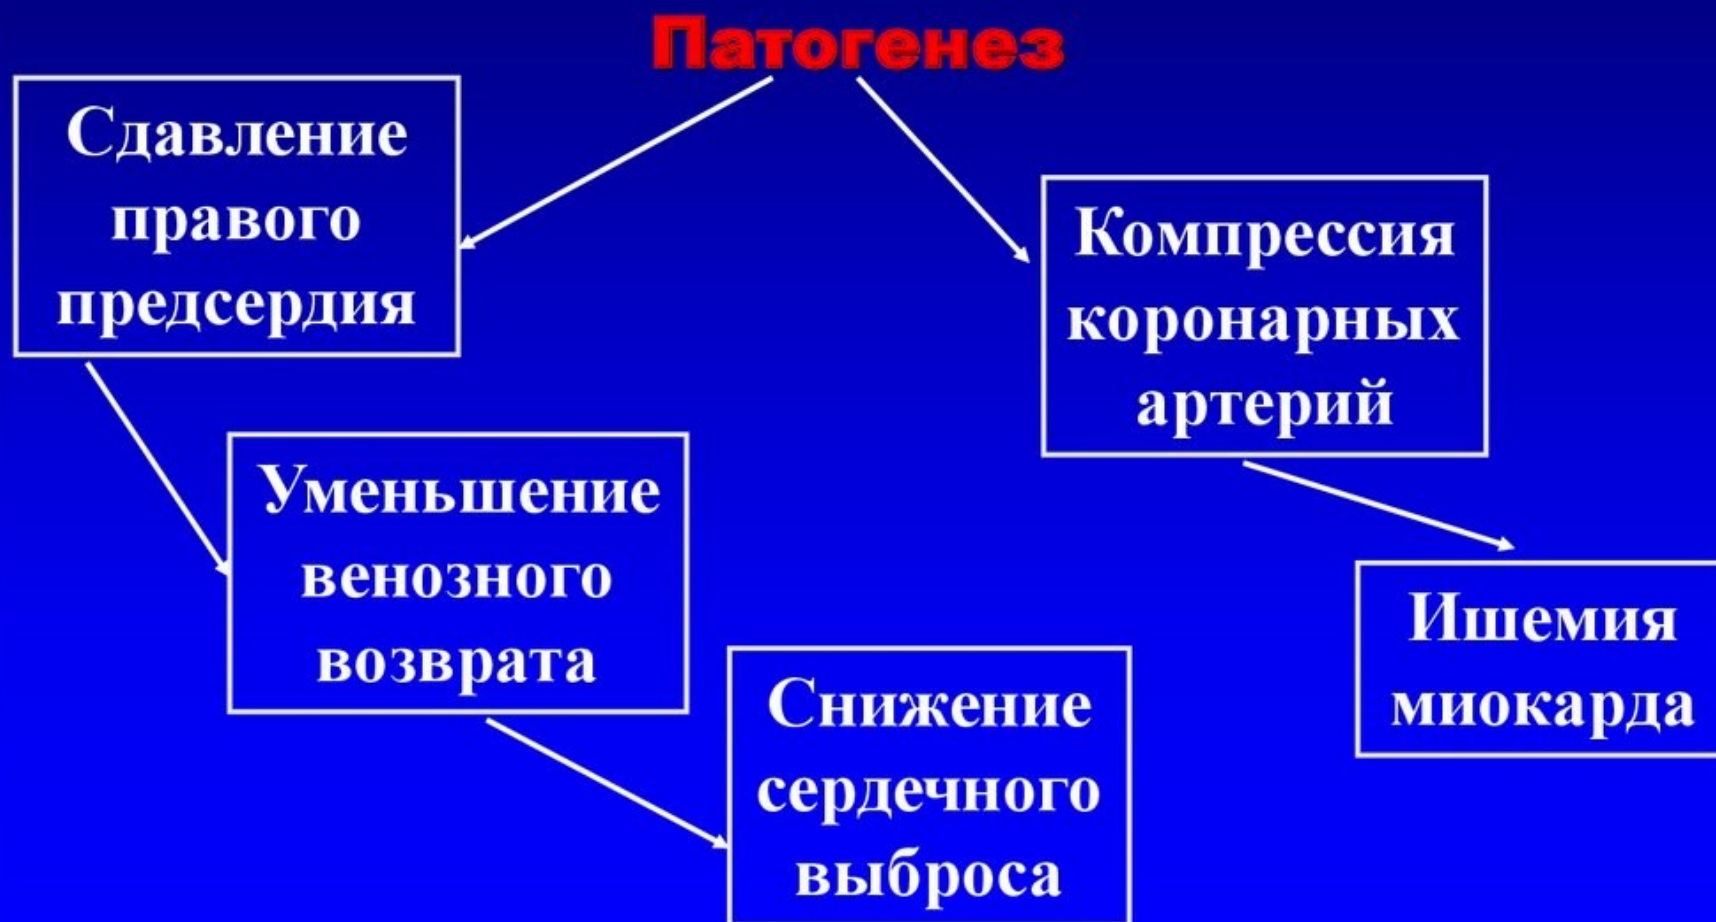 Патогенез
Сдавление
правого
предсердия
Компрессия
коронарных
артерий
Уменьшение
венозного
возврата
Ишемия
миокарда
Снижение
сердечного
выброса